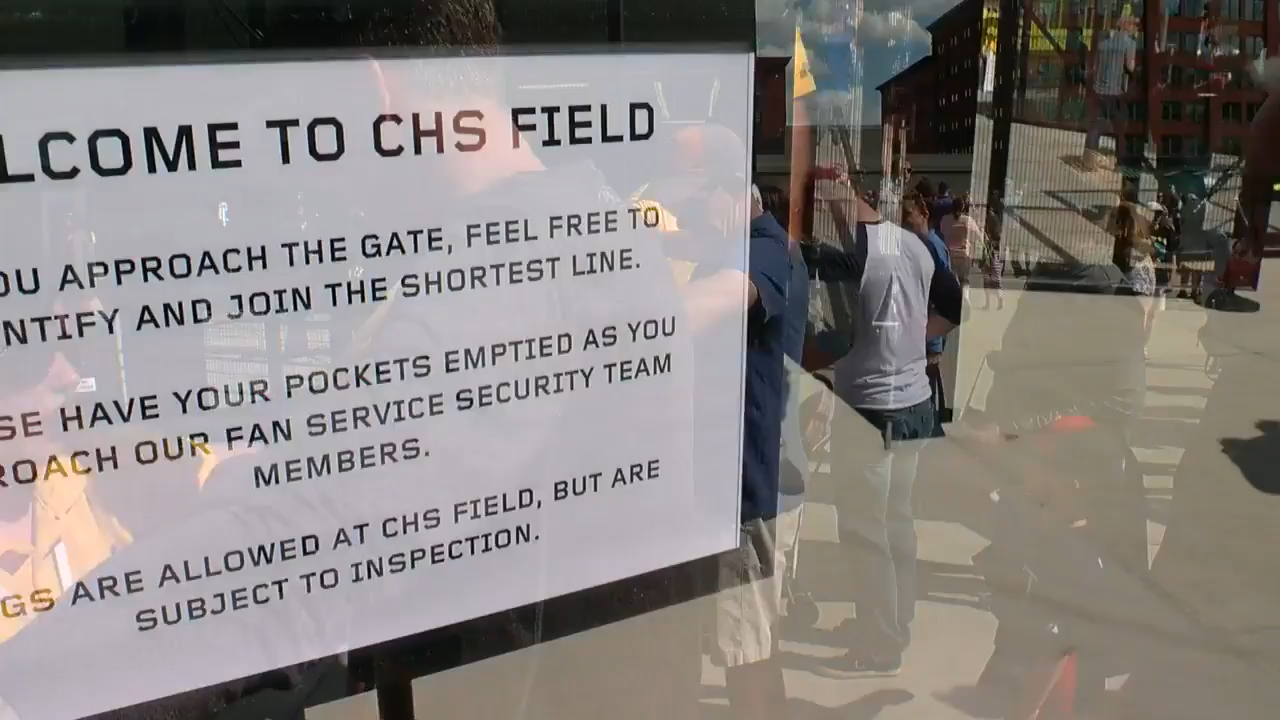 LCOME TO CHS FIELD
OU APPROACH THE GATE, FEEL FREE TO
NTIFY AND JOIN THE SHORTEST LINE.
SE HAVE YOUR POCKETS EMPTIED AS YOU
ROACH OUR FAN SERVICE SECURITY TEAM
MEMBERS.
GS ARE ALLOWED AT CHS FIELD, BUT ARE
SUBJECT TO INSPECTION.